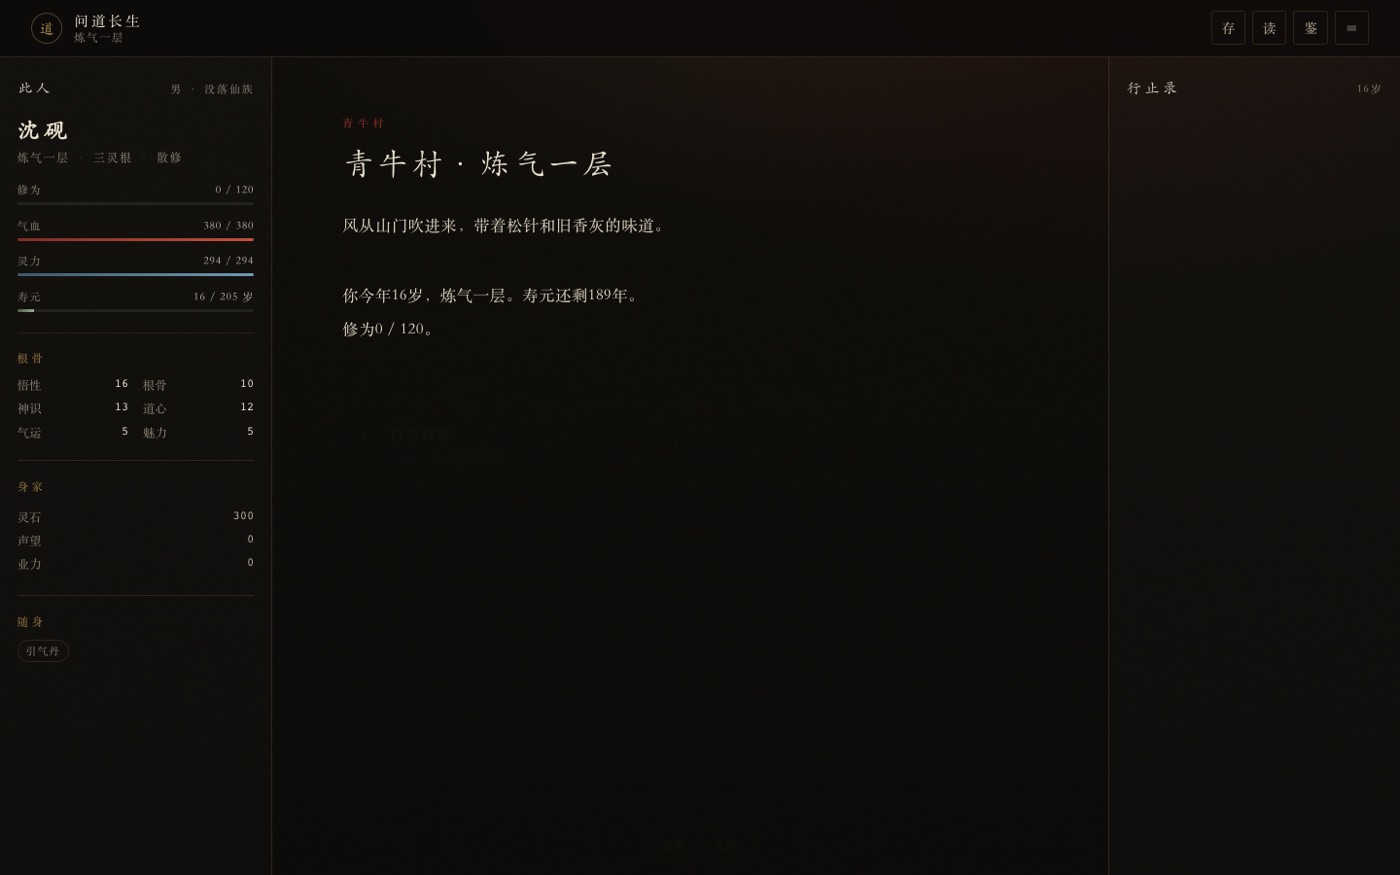 道
问道长生
炼气一层
存
读
鉴
≡
此人
男 · 没落仙族
沈砚
炼气一层 · 三灵根 · 散修
修为 0 / 120
气血 380 / 380
灵力 294 / 294
寿元 16 / 205 岁
根骨
悟性 16 根骨 10
神识 13 道心 12
气运 5 魅力 5
身家
灵石 300
声望 0
业力 0
随身
引气丹
青牛村
青牛村 · 炼气一层
风从山门吹进来，带着松针和旧香灰的味道。
你今年16岁，炼气一层。寿元还剩189年。
修为0 / 120。
行止录
16岁